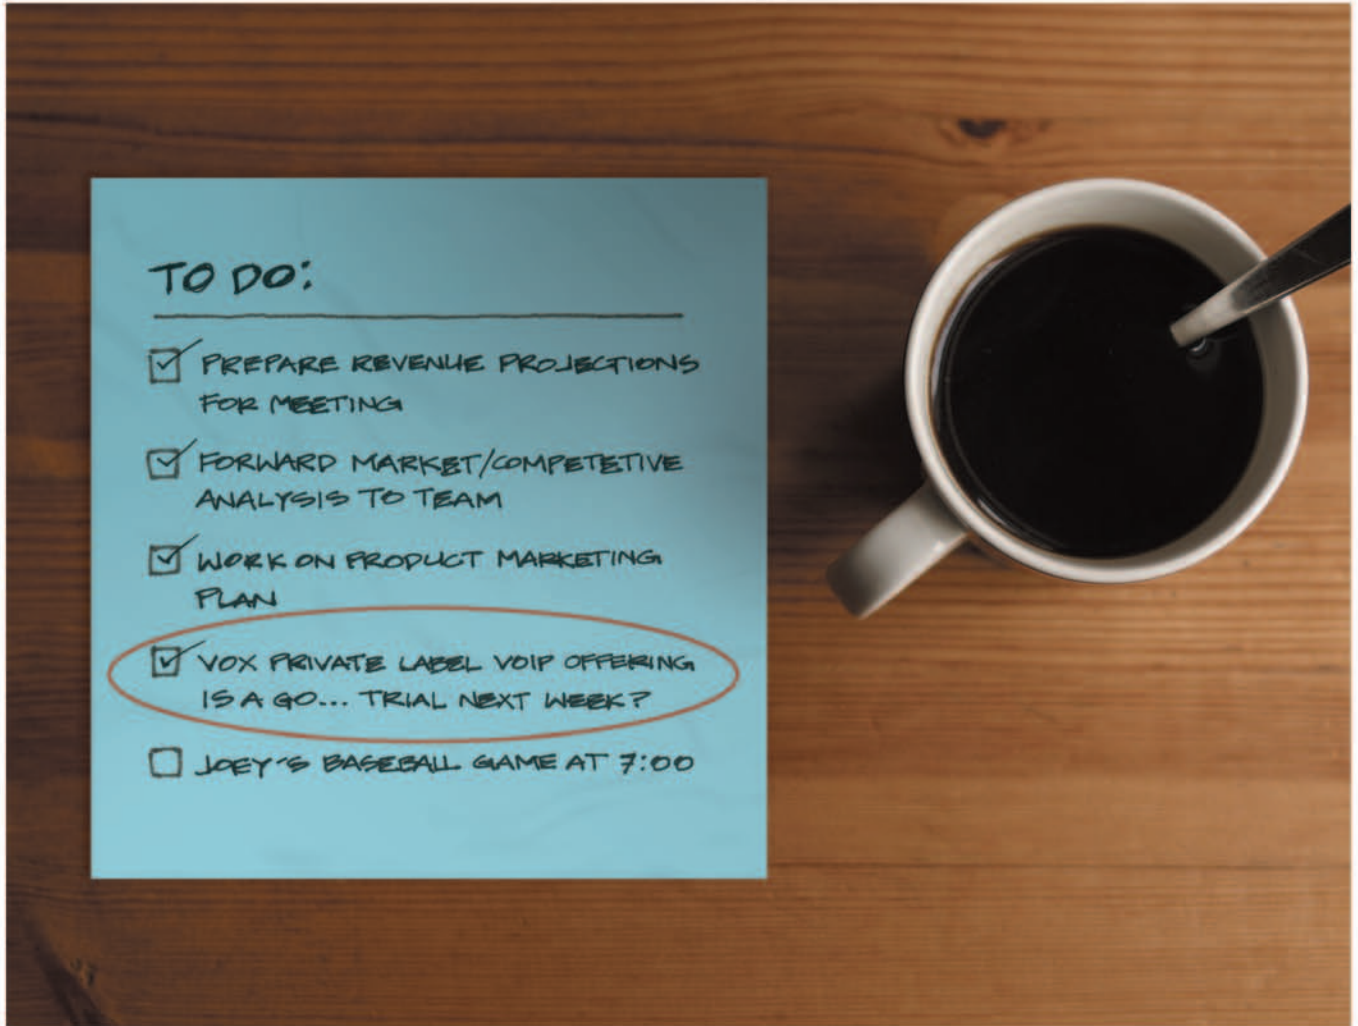 TO DO:
PREPARE REVENUE PROJECTIONS
FOR MEETING
FORWARD MARKET/COMPETETIVE
ANALYSIS TO TEAM
WORK ON PRODUCT MARKETING
PLAN
VOX PRIVATE LABEL VOIP OFFERING
IS A GO... TRIAL NEXT WEEK?
JOEY'S BASEBALL GAME AT 7:00